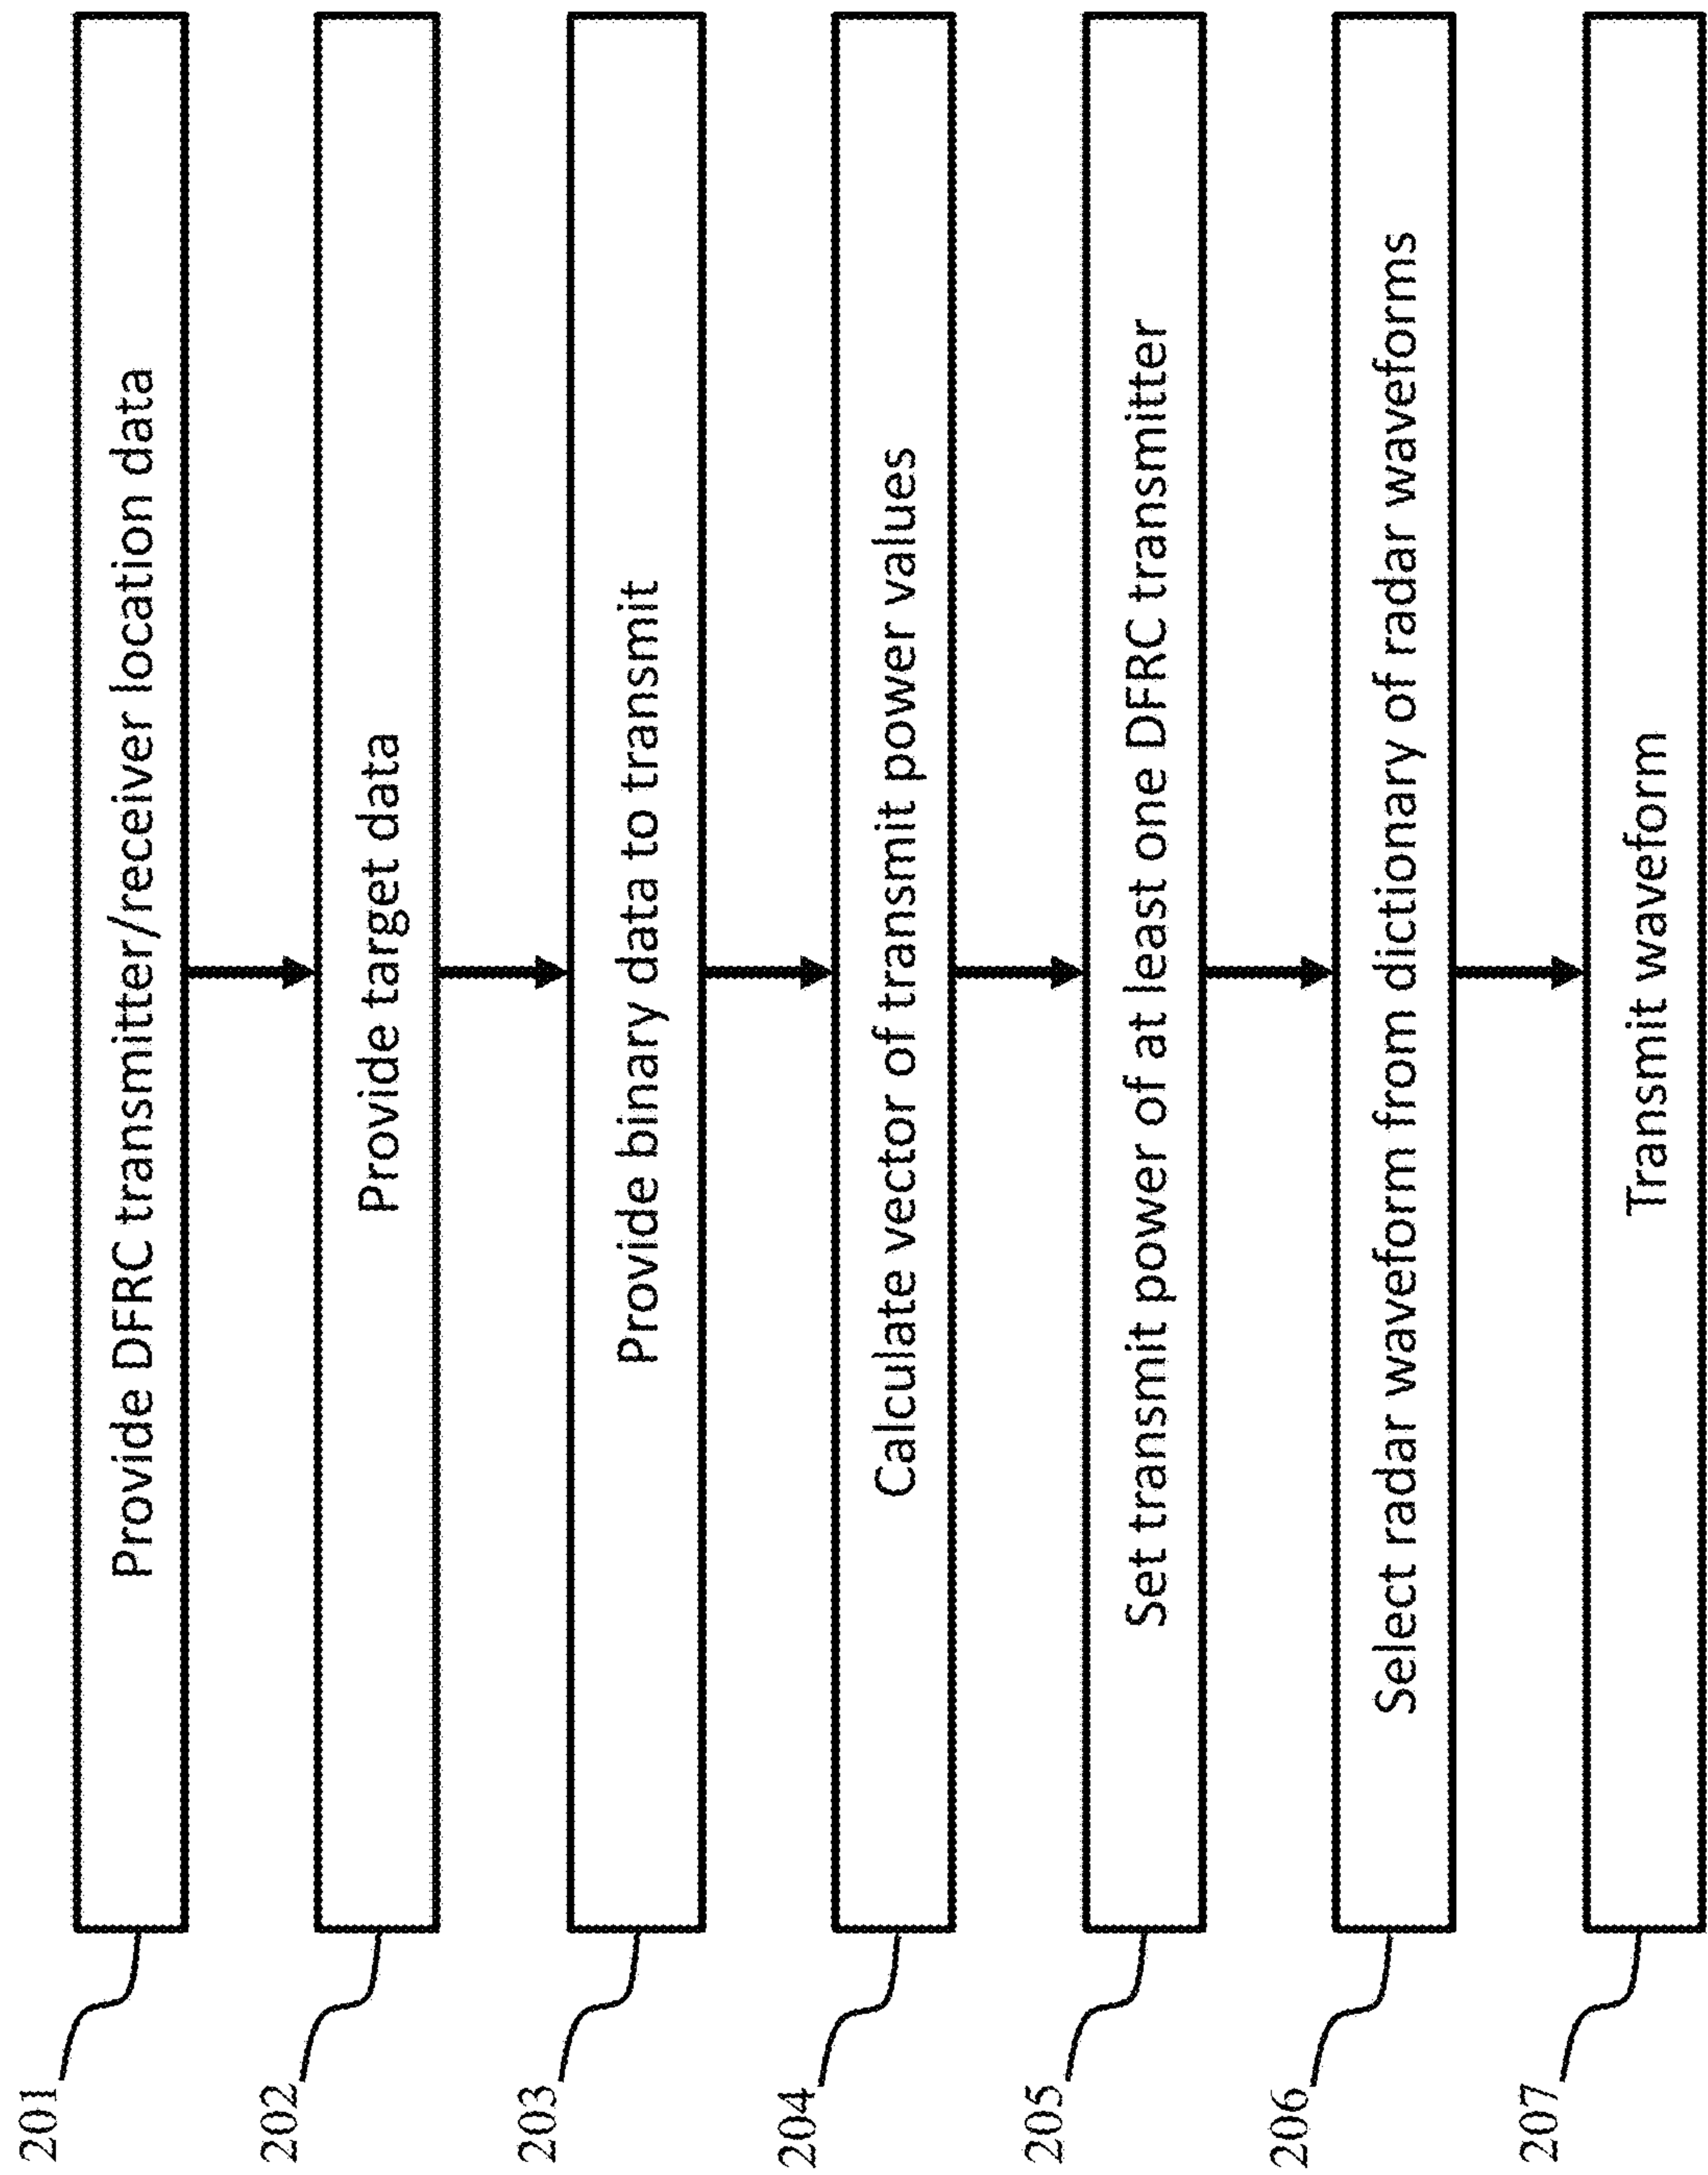 201
Provide DFRC transmitter/receiver location data
202
Provide target data
203
Provide binary data to transmit
204
Calculate vector of transmit power values
205
Set transmit power of at least one DFRC transmitter
206
Select radar waveform from dictionary of radar waveforms
207
Transmit waveform